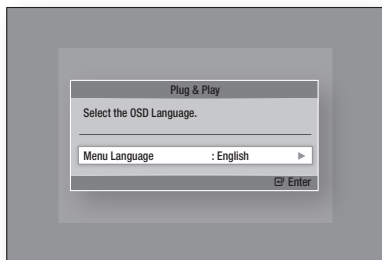 Plug & Play
Select the OSD Language.
Menu Language : English ►
Enter